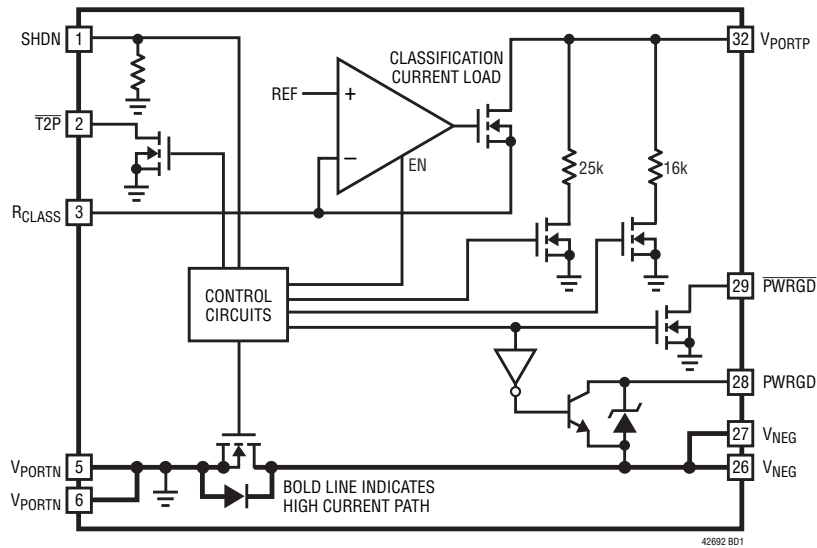 SHDN 1
32 VPORTP
CLASSIFICATION
CURRENT LOAD
REF
+
−
EN
T2P 2
25k
16k
RCLASS 3
CONTROL
CIRCUITS
29 PWRGD
28 PWRGD
27 VNEG
VPORTN 5
26 VNEG
VPORTN 6
BOLD LINE INDICATES
HIGH CURRENT PATH
42692 BD1